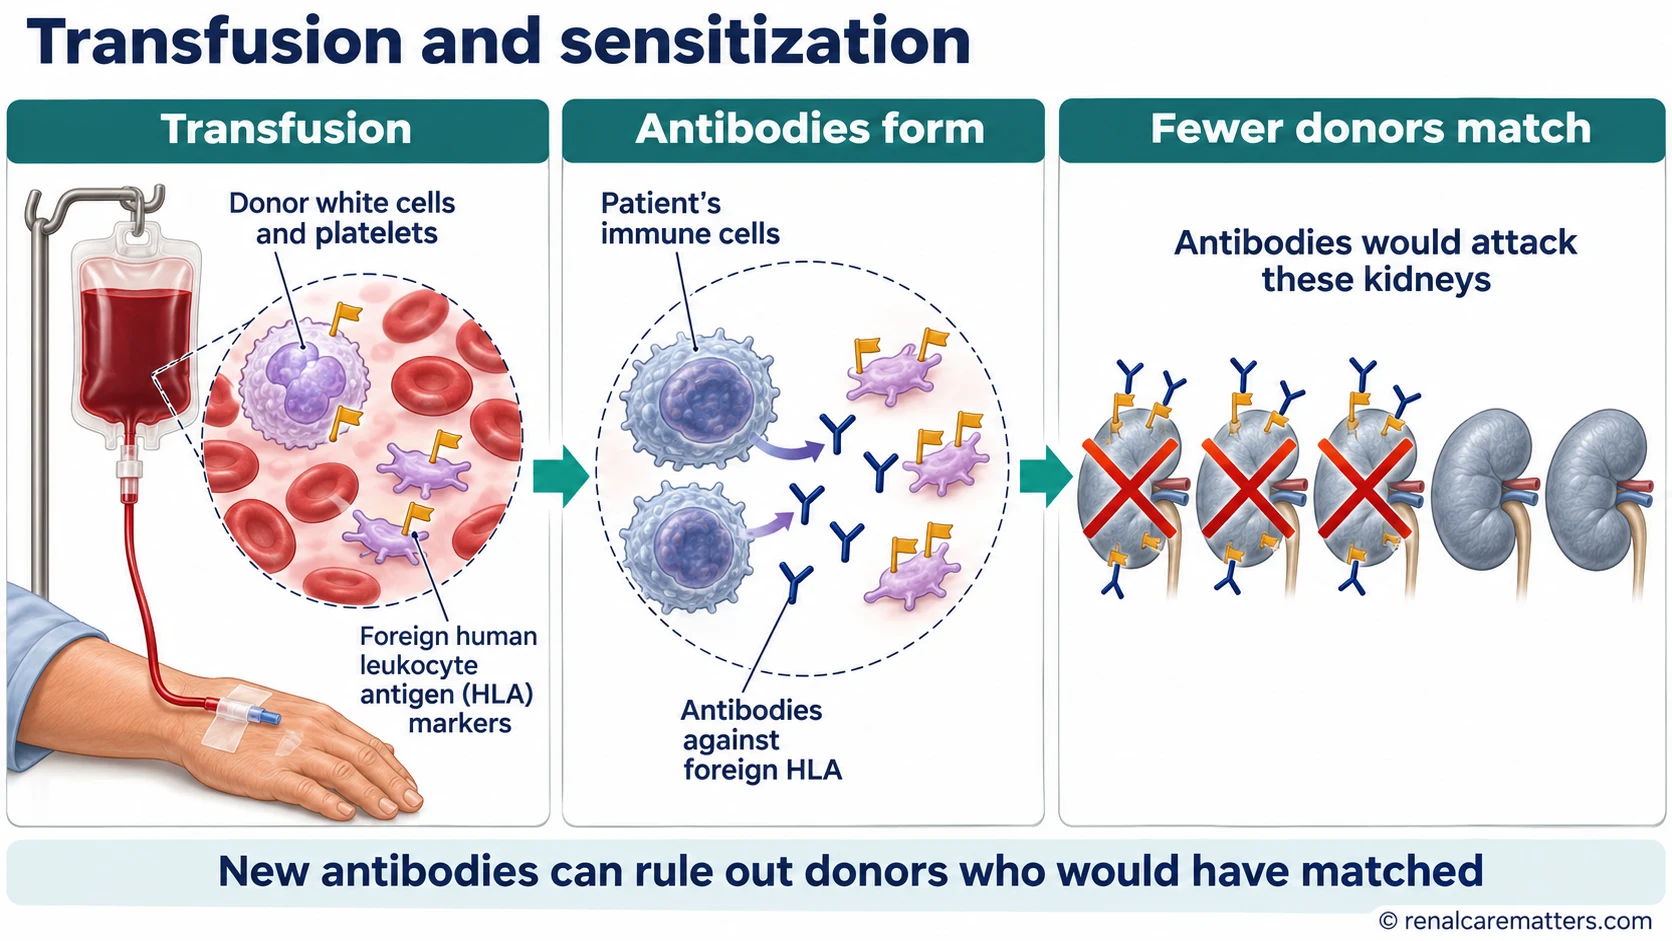 Transfusion and sensitization
Transfusion
Donor white cells
and platelets
Foreign human
leukocyte
antigen (HLA)
markers
Antibodies form
Patient's
immune cells
Antibodies
against
foreign HLA
Fewer donors match
Antibodies would attack
these kidneys
New antibodies can rule out donors who would have matched
© renalcarematters.com